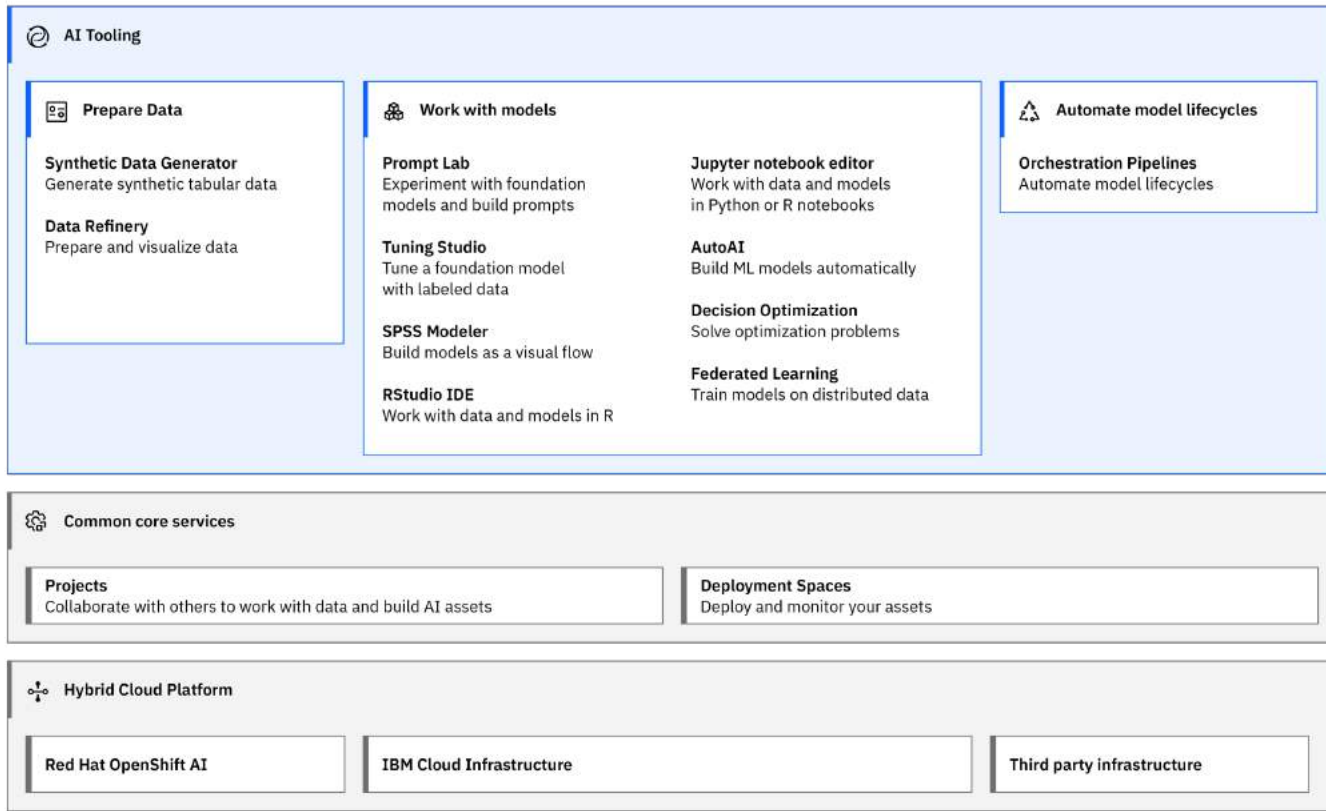 AI Tooling
Prepare Data
Synthetic Data Generator
Generate synthetic tabular data
Data Refinery
Prepare and visualize data
Work with models
Prompt Lab
Experiment with foundation
models and build prompts
Tuning Studio
Tune a foundation model
with labeled data
SPSS Modeler
Build models as a visual flow
RStudio IDE
Work with data and models in R
Jupyter notebook editor
Work with data and models
in Python or R notebooks
AutoAI
Build ML models automatically
Decision Optimization
Solve optimization problems
Federated Learning
Train models on distributed data
Automate model lifecycles
Orchestration Pipelines
Automate model lifecycles
Common core services
Projects
Collaborate with others to work with data and build AI assets
Deployment Spaces
Deploy and monitor your assets
Hybrid Cloud Platform
Red Hat OpenShift AI
IBM Cloud Infrastructure
Third party infrastructure